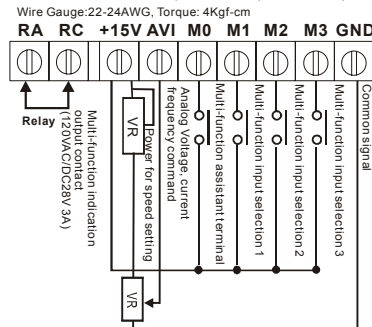 Wire Gauge:22-24AWG, Torque: 4Kgf-cm
RA RC +15V AVI M0 M1 M2 M3 GND
Relay
Multi-function indication
output contact
(120VAC/DC28V 3A)
VR
Power for speed setting
Analog Voltage, current
frequency command
Multi-function assistant terminal
Multi-function input selection 1
Multi-function input selection 2
Multi-function input selection 3
Common signal
VR